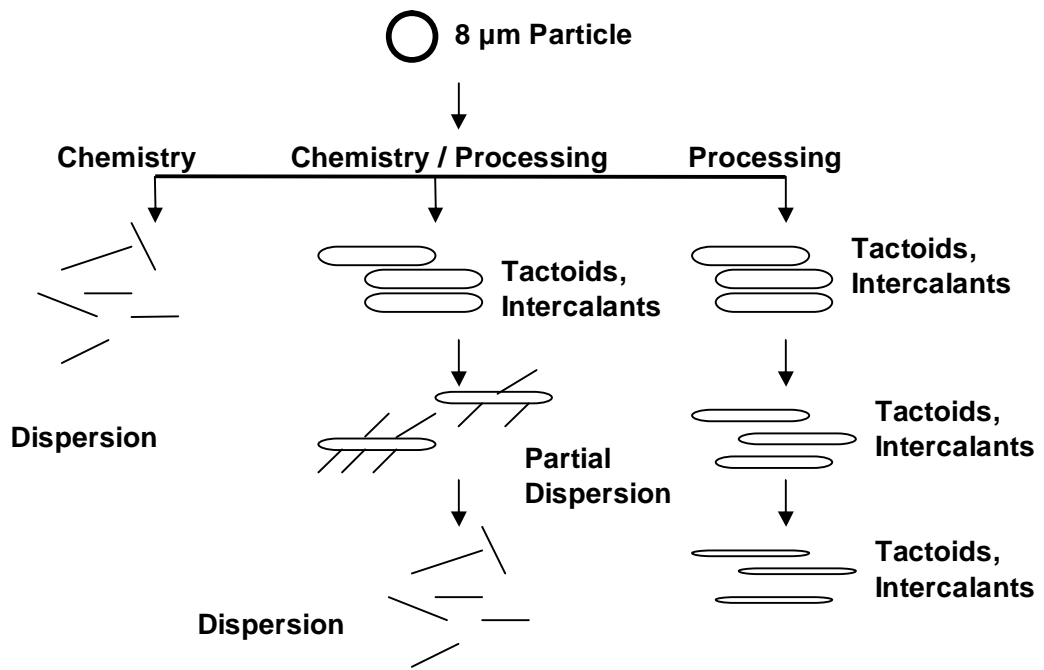 8 µm Particle
Chemistry
Chemistry / Processing
Processing
Tactoids,
Intercalants
Tactoids,
Intercalants
Dispersion
Partial
Dispersion
Tactoids,
Intercalants
Dispersion
Tactoids,
Intercalants